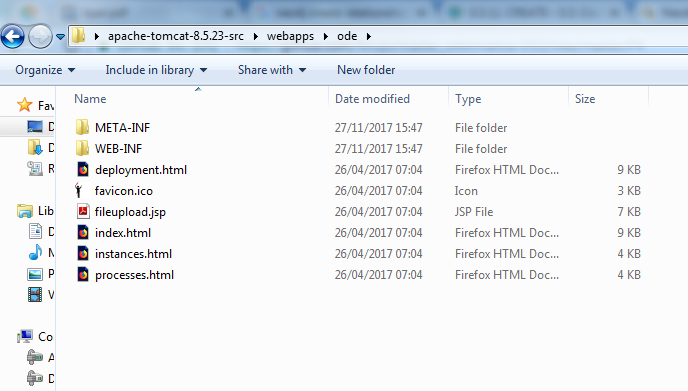 apache-tomcat-8.5.23-src ▸ webapps ▸ ode ▸
Organize Include in library Share with New folder
Name Date modified Type Size
META-INF 27/11/2017 15:47 File folder
WEB-INF 27/11/2017 15:47 File folder
deployment.html 26/04/2017 07:04 Firefox HTML Doc... 9 KB
favicon.ico 26/04/2017 07:04 Icon 3 KB
fileupload.jsp 26/04/2017 07:04 JSP File 7 KB
index.html 26/04/2017 07:04 Firefox HTML Doc... 9 KB
instances.html 26/04/2017 07:04 Firefox HTML Doc... 4 KB
processes.html 26/04/2017 07:04 Firefox HTML Doc... 4 KB
Fav
D
D
R
Lib
D
M
P
V
Co
A
D